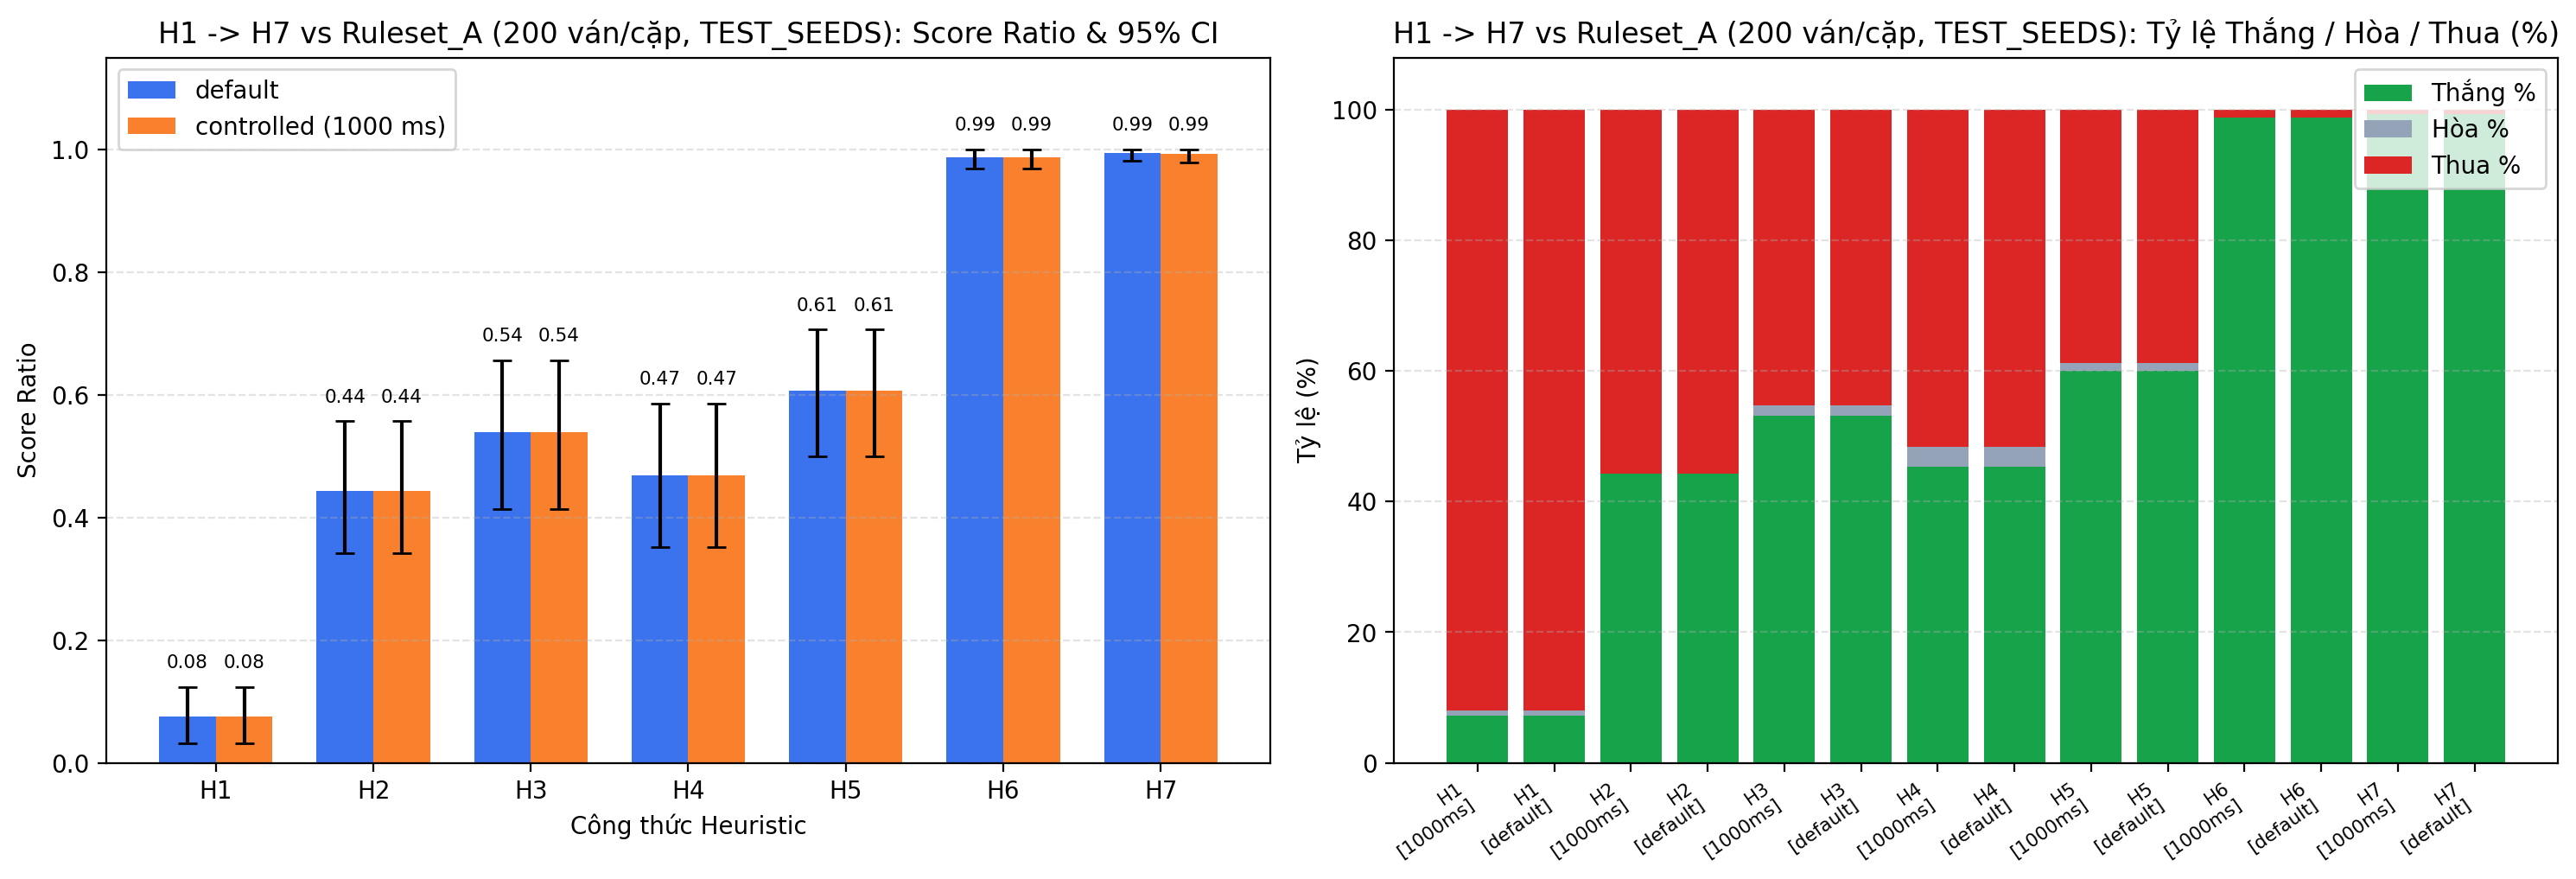 H1 -> H7 vs Ruleset_A (200 ván/cặp, TEST_SEEDS): Score Ratio & 95% CI
default
controlled (1000 ms)
Score Ratio
1.0
0.8
0.6
0.4
0.2
0.0
0.08 0.08
0.44 0.44
0.54 0.54
0.47 0.47
0.61 0.61
0.99 0.99
0.99 0.99
H1 H2 H3 H4 H5 H6 H7
Công thức Heuristic
H1 -> H7 vs Ruleset_A (200 ván/cặp, TEST_SEEDS): Tỷ lệ Thắng / Hòa / Thua (%)
Thắng %
Hòa %
Thua %
Tỷ lệ (%)
100
80
60
40
20
0
H1
[1000ms]
H1
[default]
H2
[1000ms]
H2
[default]
H3
[1000ms]
H3
[default]
H4
[1000ms]
H4
[default]
H5
[1000ms]
H5
[default]
H6
[1000ms]
H6
[default]
H7
[1000ms]
H7
[default]